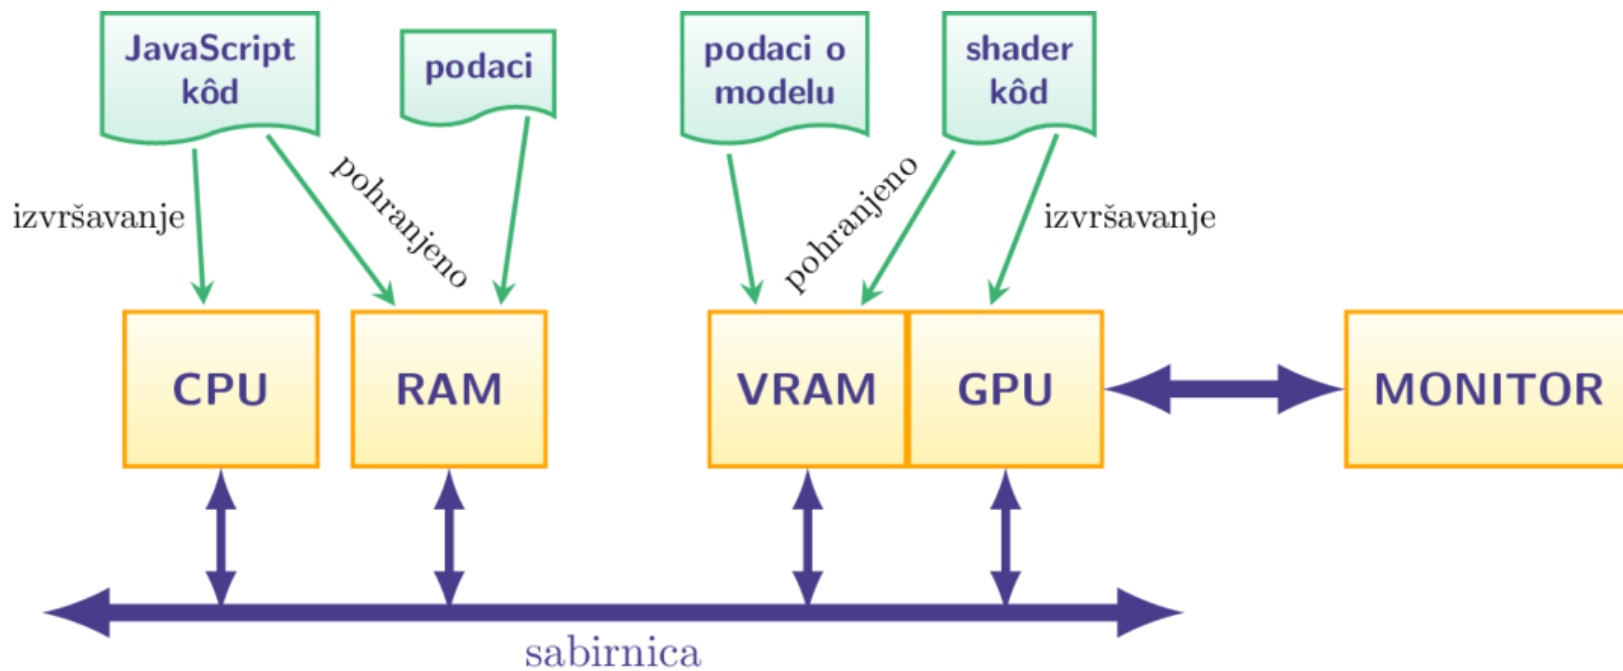 JavaScript
kôd
podaci
podaci o
modelu
shader
kôd
izvršavanje
pohranjeno
pohranjeno
izvršavanje
CPU
RAM
VRAM
GPU
MONITOR
sabirnica